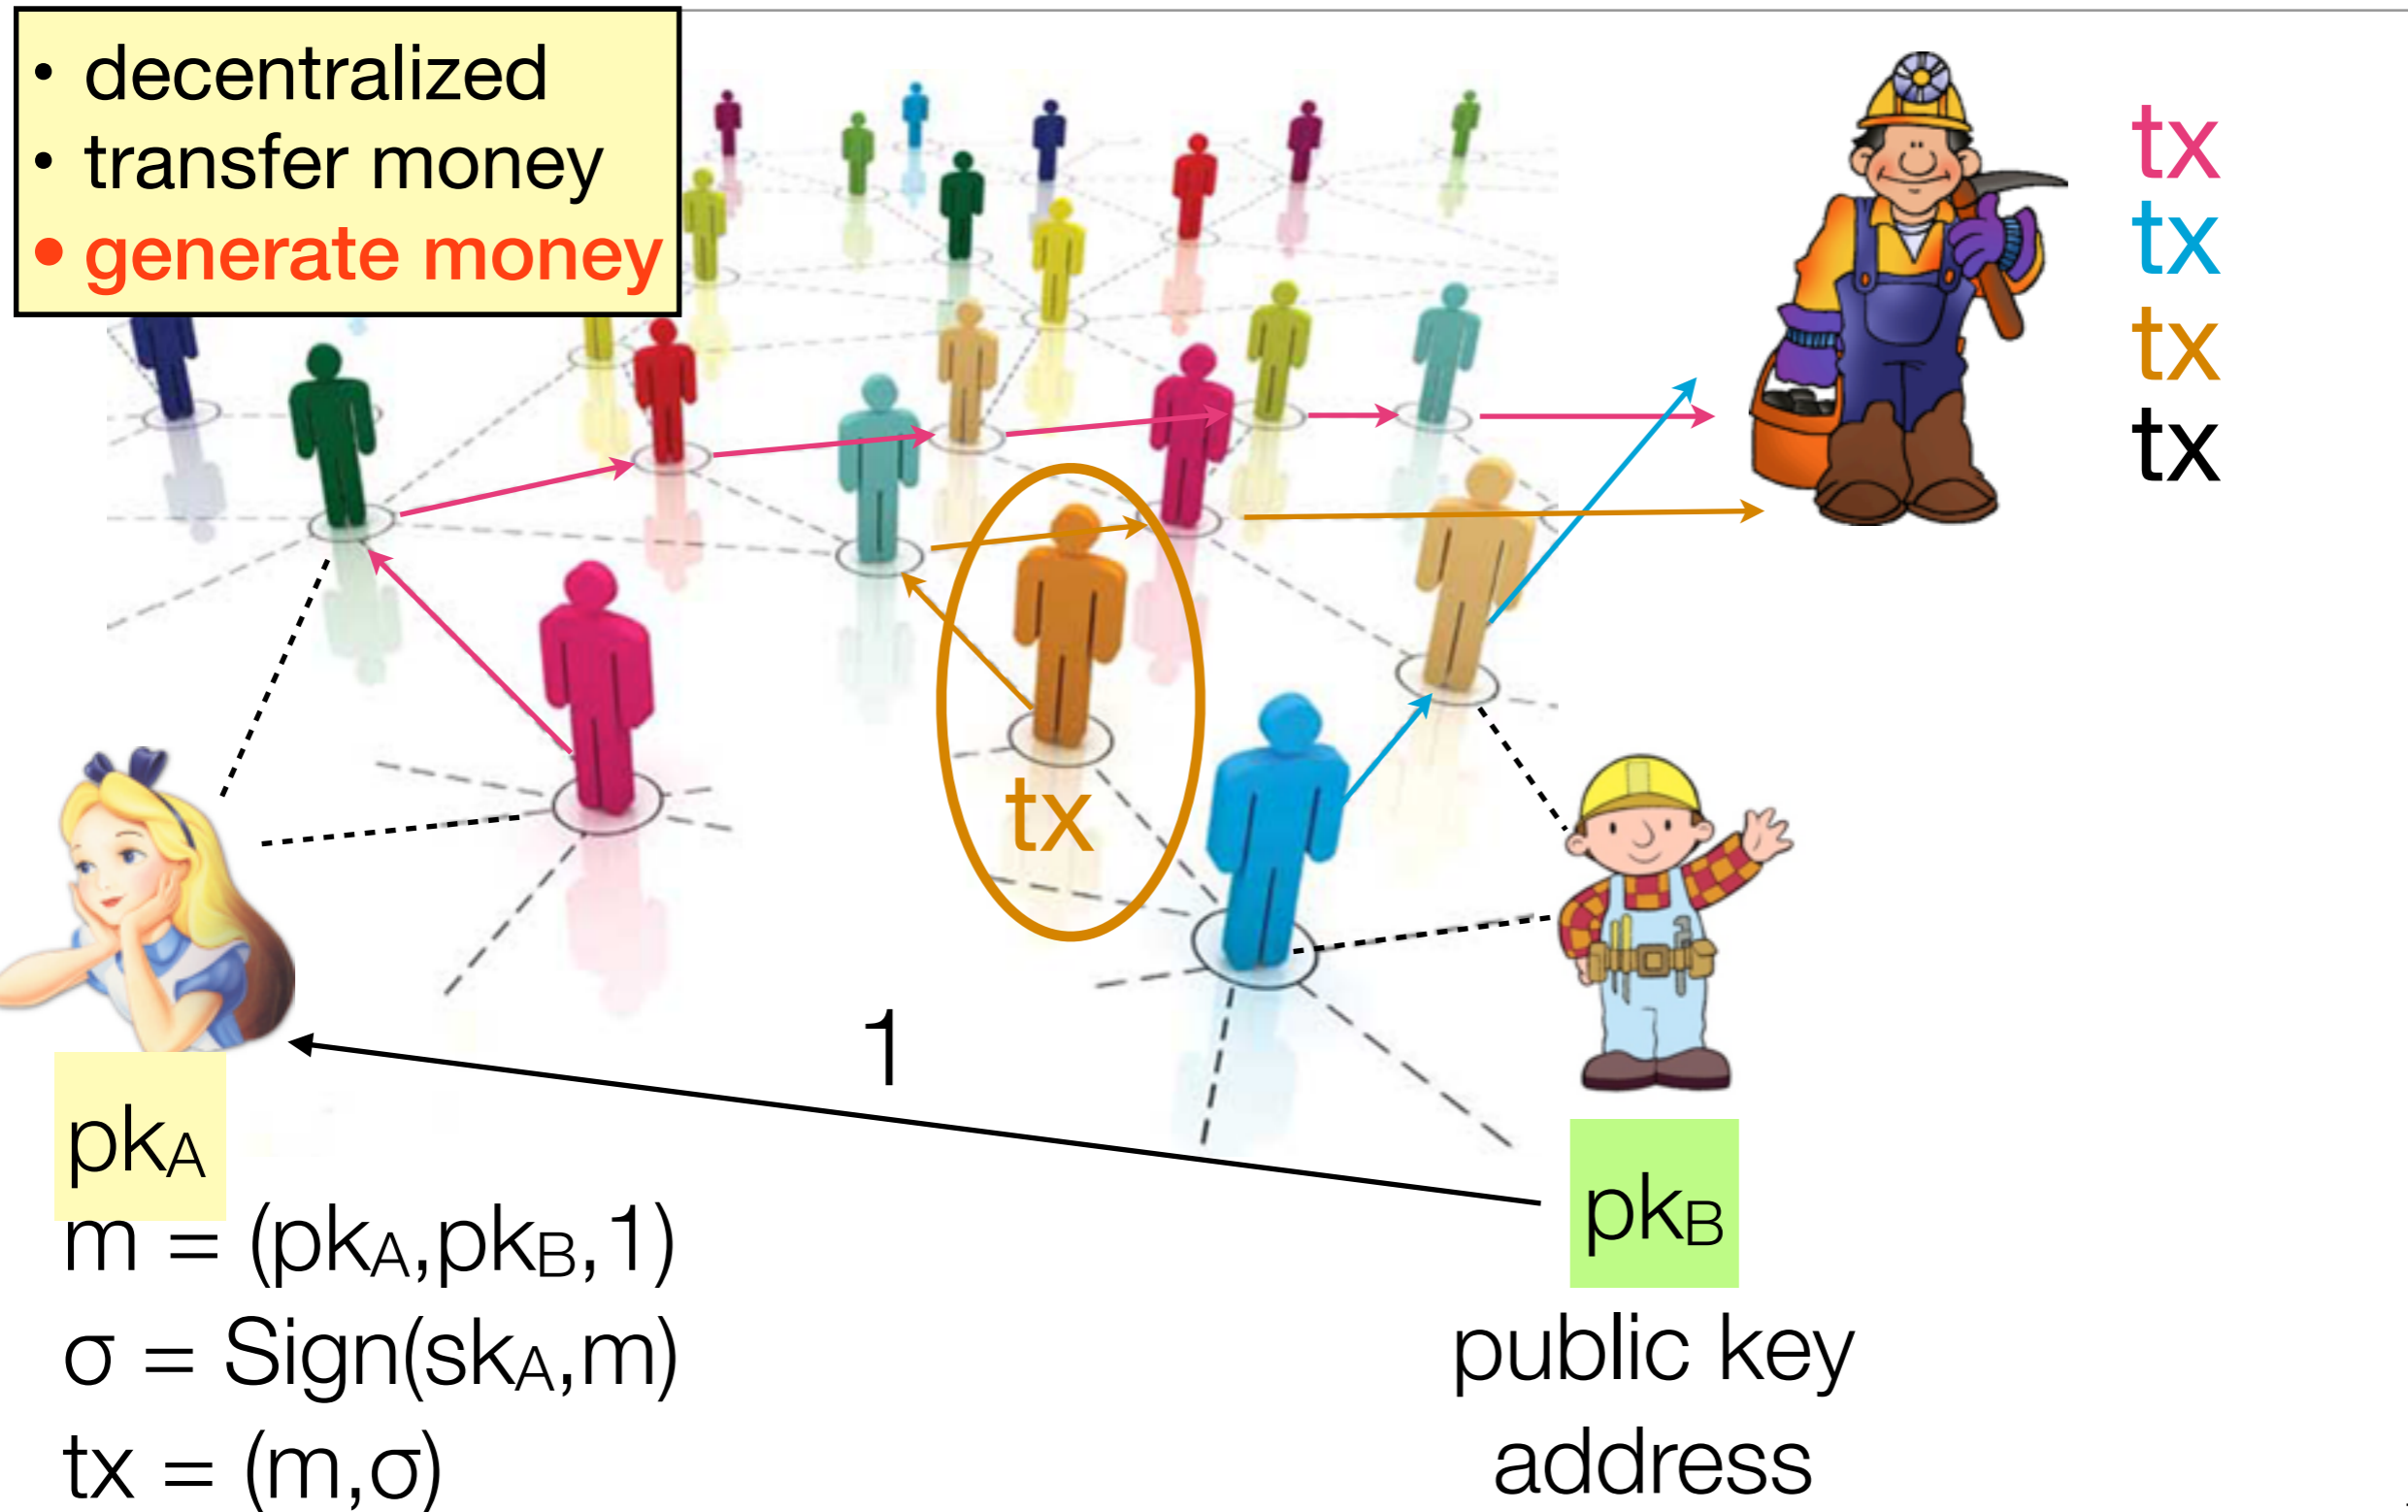 • decentralized
• transfer money
• generate money
tx
tx
tx
tx
tx
1
pkA
m = (pkA,pkB,1)
σ = Sign(skA,m)
tx = (m,σ)
pkB
public key
address